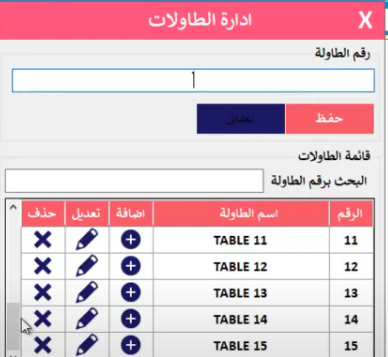 ادارة الطاولات X
رقم الطاولة
حفظ تعديل
قائمة الطاولات
البحث برقم الطاولة
الرقم اسم الطاولة اضافة تعديل حذف
11 TABLE 11
12 TABLE 12
13 TABLE 13
14 TABLE 14
15 TABLE 15